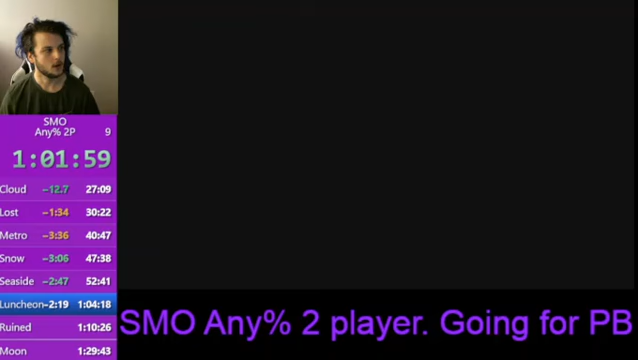 SMO
Any% 2P 9
1:01:59
Cloud -12.7 27:09
Lost -1:34 30:22
Metro -3:36 40:47
Snow -3:06 47:38
Seaside -2:47 52:41
Luncheon -2:19 1:04:18
Ruined 1:10:26
Moon 1:29:43
SMO Any% 2 player. Going for PB